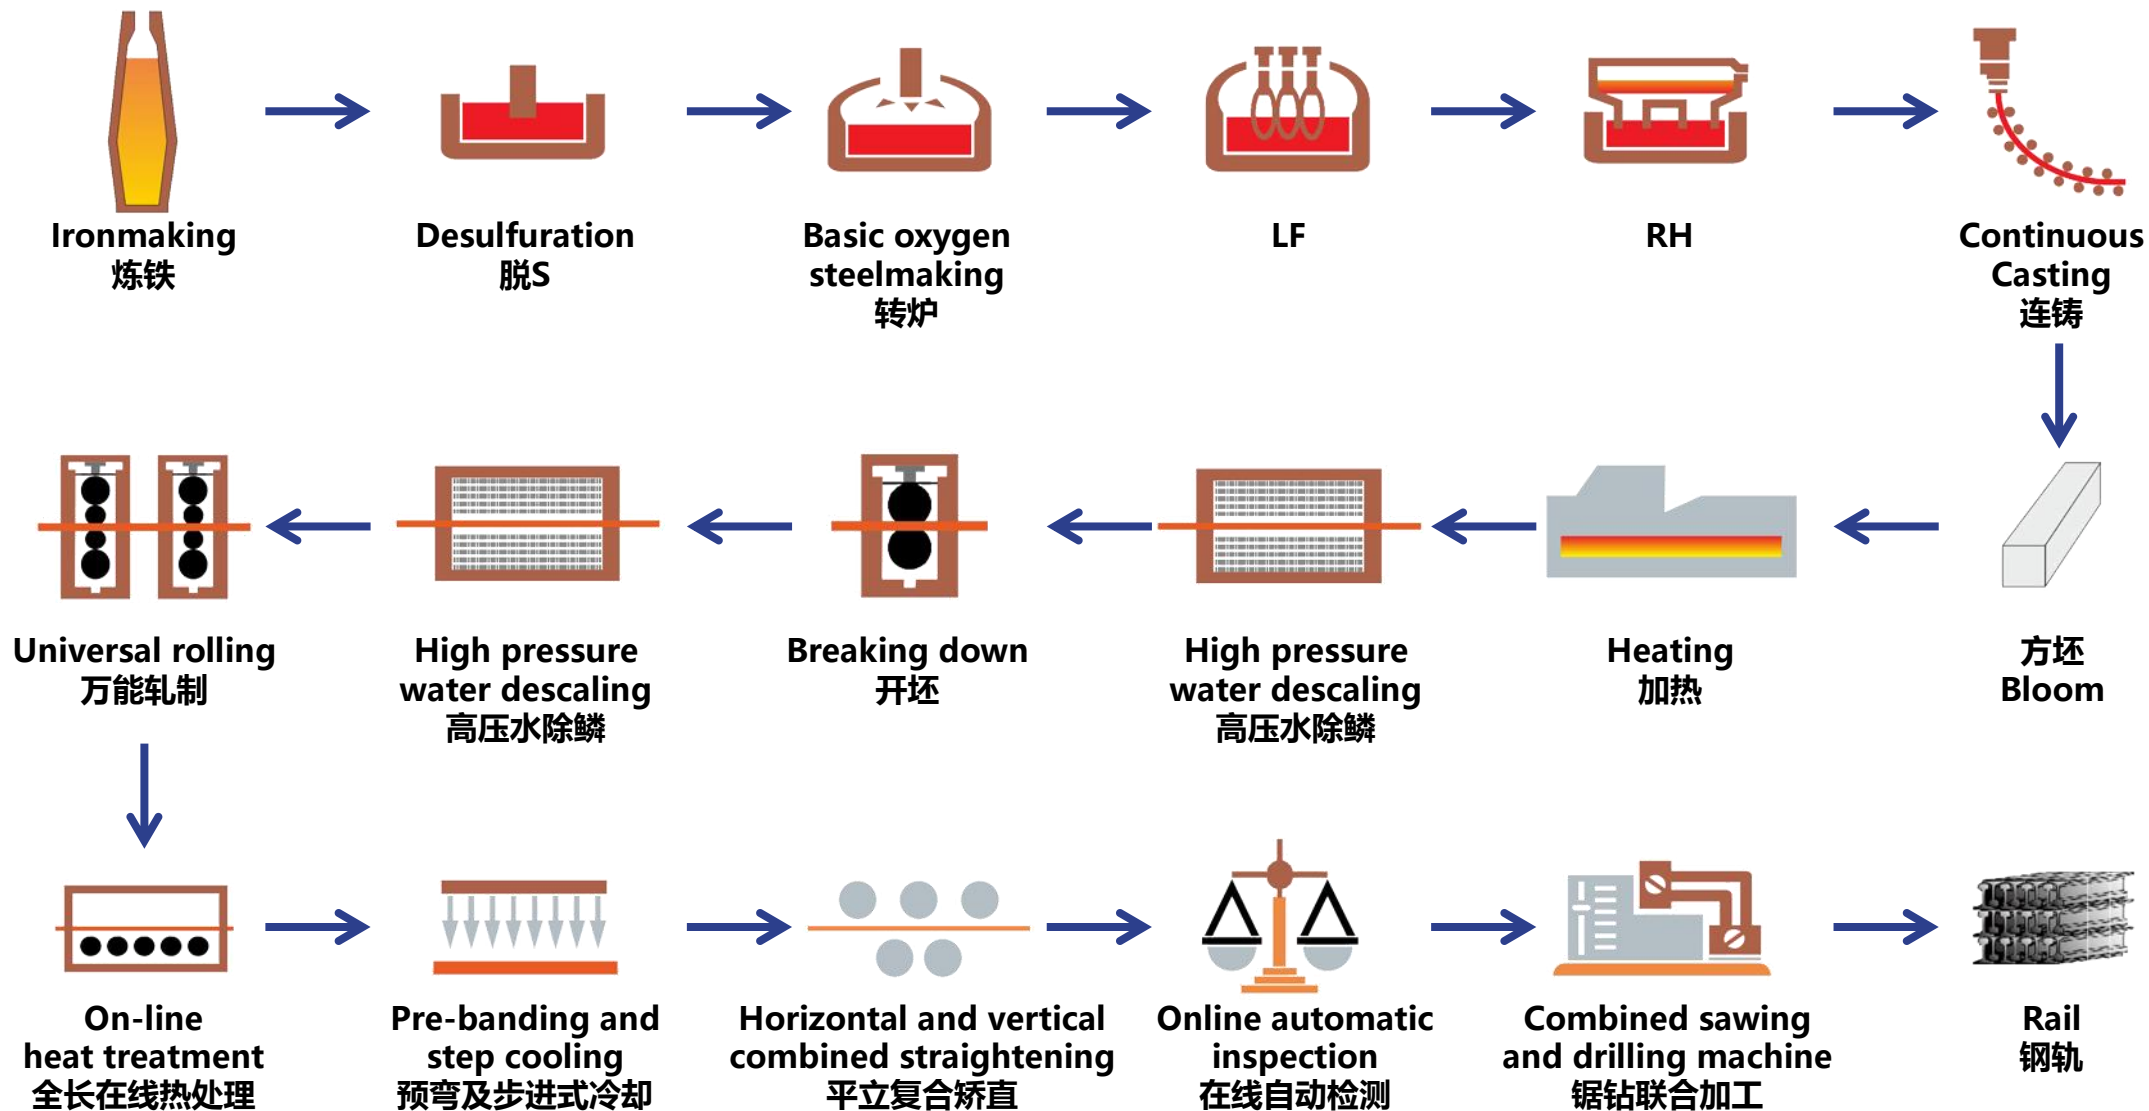 Ironmaking
炼铁
Desulfuration
脱S
Basic oxygen
steelmaking
转炉
LF
RH
Continuous
Casting
连铸
Universal rolling
万能轧制
High pressure
water descaling
高压水除鳞
Breaking down
开坯
High pressure
water descaling
高压水除鳞
Heating
加热
方坯
Bloom
On-line
heat treatment
全长在线热处理
Pre-banding and
step cooling
预弯及步进式冷却
Horizontal and vertical
combined straightening
平立复合矫直
Online automatic
inspection
在线自动检测
Combined sawing
and drilling machine
锯钻联合加工
Rail
钢轨